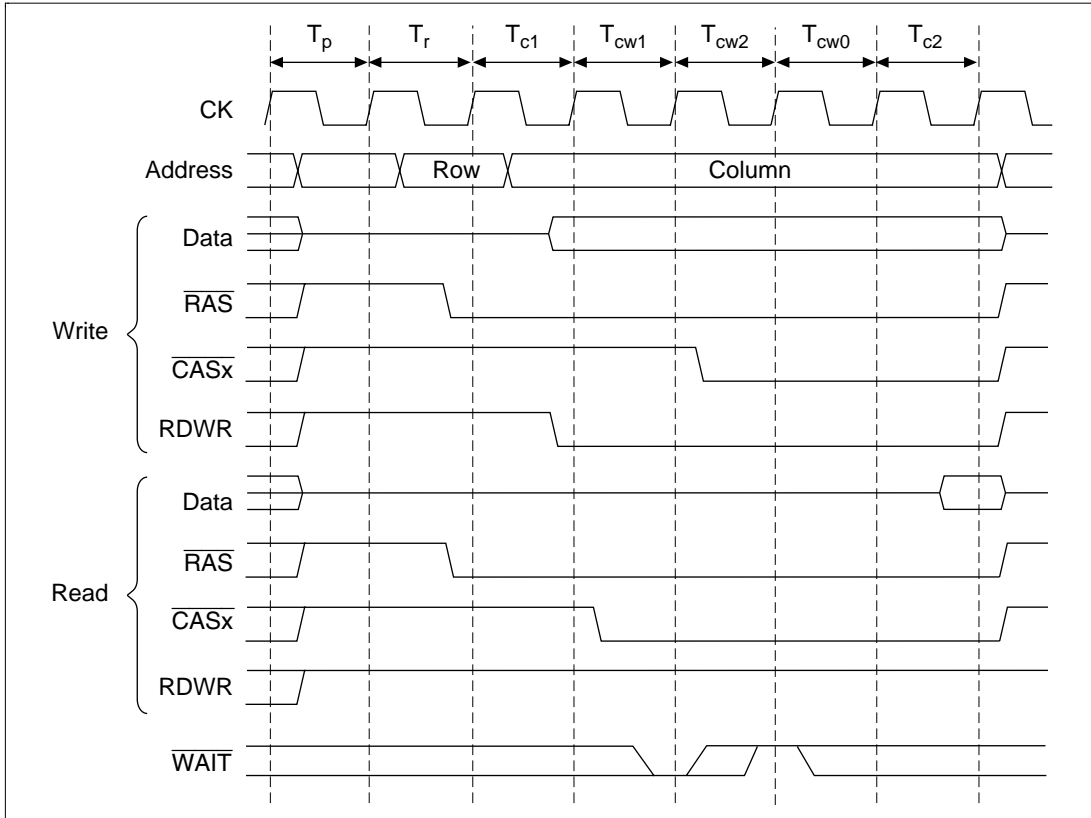 Tp Tr Tc1 Tcw1 Tcw2 Tcw0 Tc2
CK
Address Row Column
Data
RAS
Write
CASx
RDWR
Data
RAS
Read
CASx
RDWR
WAIT